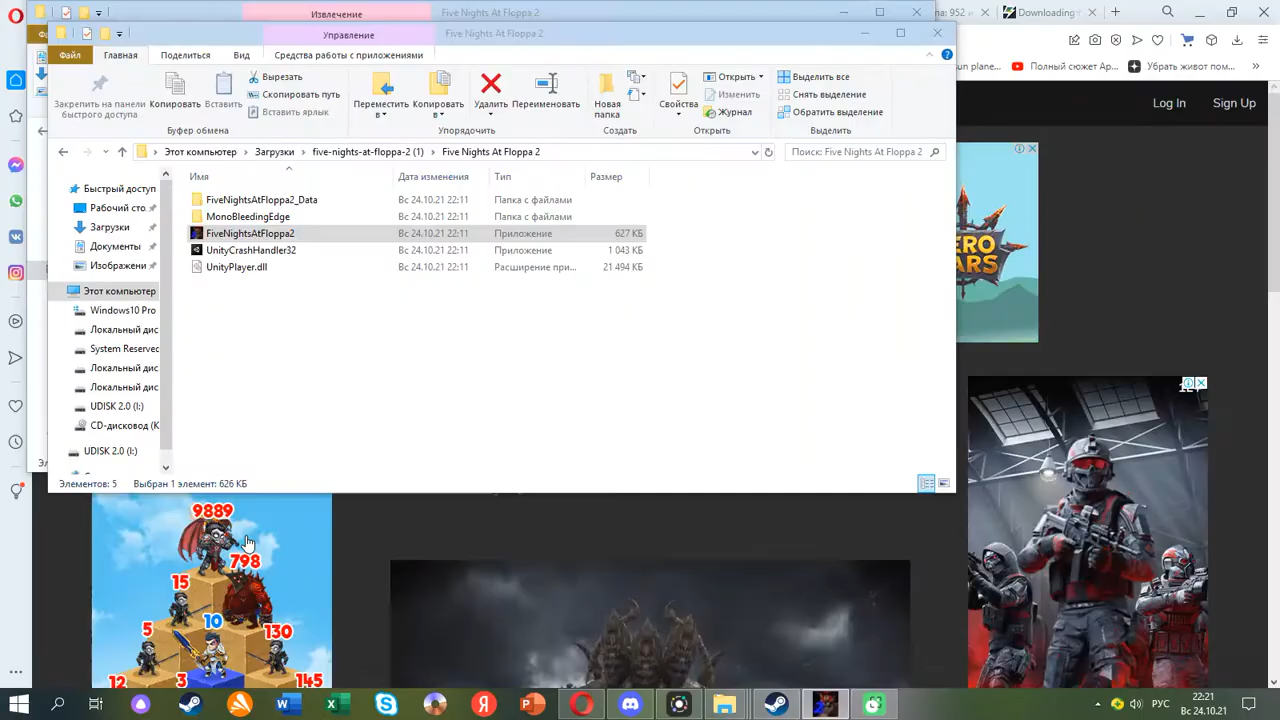 Извлечение
Five Nights At Floppa 2
Управление
Five Nights At Floppa 2
па: 952 и
Downloading
Файл
Главная
Поделиться
Вид
Средства работы с приложениями
Закрепить на панели
быстрого доступа
Копировать
Вставить
Вырезать
Скопировать путь
Вставить ярлык
Переместить
в
Копировать
в
Удалить
Переименовать
Новая
папка
Свойства
Открыть
Изменить
Журнал
Выделить все
Снять выделение
Обратить выделение
Буфер обмена
Упорядочить
Создать
Открыть
Выделить
sun plane...
Полный сюжет Ар...
Убрать живот пом...
Log In
Sign Up
Этот компьютер
Загрузки
five-nights-at-floppa-2 (1)
Five Nights At Floppa 2
Поиск: Five Nights At Floppa 2
Имя
Дата изменения
Тип
Размер
FiveNightsAtFloppa2_Data
Вс 24.10.21 22:11
Папка с файлами
MonoBleedingEdge
Вс 24.10.21 22:11
Папка с файлами
FiveNightsAtFloppa2
Вс 24.10.21 22:11
Приложение
627 КБ
UnityCrashHandler32
Вс 24.10.21 22:11
Приложение
1 043 КБ
UnityPlayer.dll
Вс 24.10.21 22:11
Расширение при...
21 494 КБ
Быстрый доступ
Рабочий сто
Загрузки
Документы
Изображени
Этот компьютер
Windows10 Pro
Локальный дис
System Reserved
Локальный дис
Локальный дис
UDISK 2.0 (I:)
CD-дисковод (K
UDISK 2.0 (I:)
Элементов: 5
Выбран 1 элемент: 626 КБ
Эл
ERO
ARS
9889
798
15
5
10
130
12
3
145
РУС
22:21
Вс 24.10.21